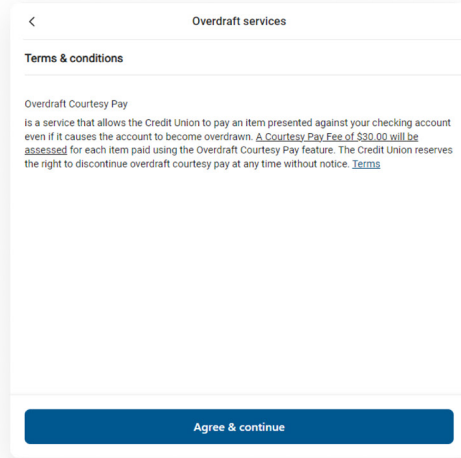 Overdraft services
Terms & conditions
Overdraft Courtesy Pay
is a service that allows the Credit Union to pay an item presented against your checking account
even if it causes the account to become overdrawn. A Courtesy Pay Fee of $30.00 will be
assessed for each item paid using the Overdraft Courtesy Pay feature. The Credit Union reserves
the right to discontinue overdraft courtesy pay at any time without notice. Terms
Agree & continue